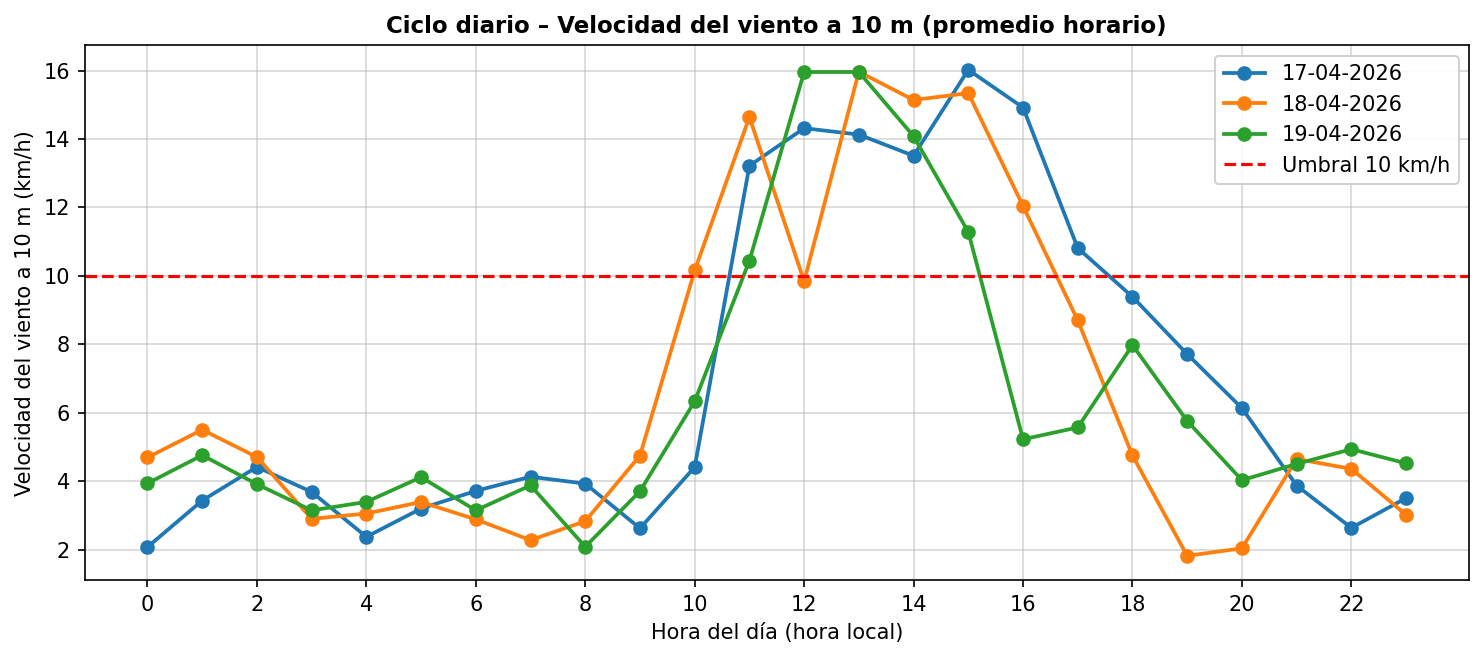 Ciclo diario – Velocidad del viento a 10 m (promedio horario)
Velocidad del viento a 10 m (km/h)
16
14
12
10
8
6
4
2
17-04-2026
18-04-2026
19-04-2026
Umbral 10 km/h
0 2 4 6 8 10 12 14 16 18 20 22
Hora del día (hora local)